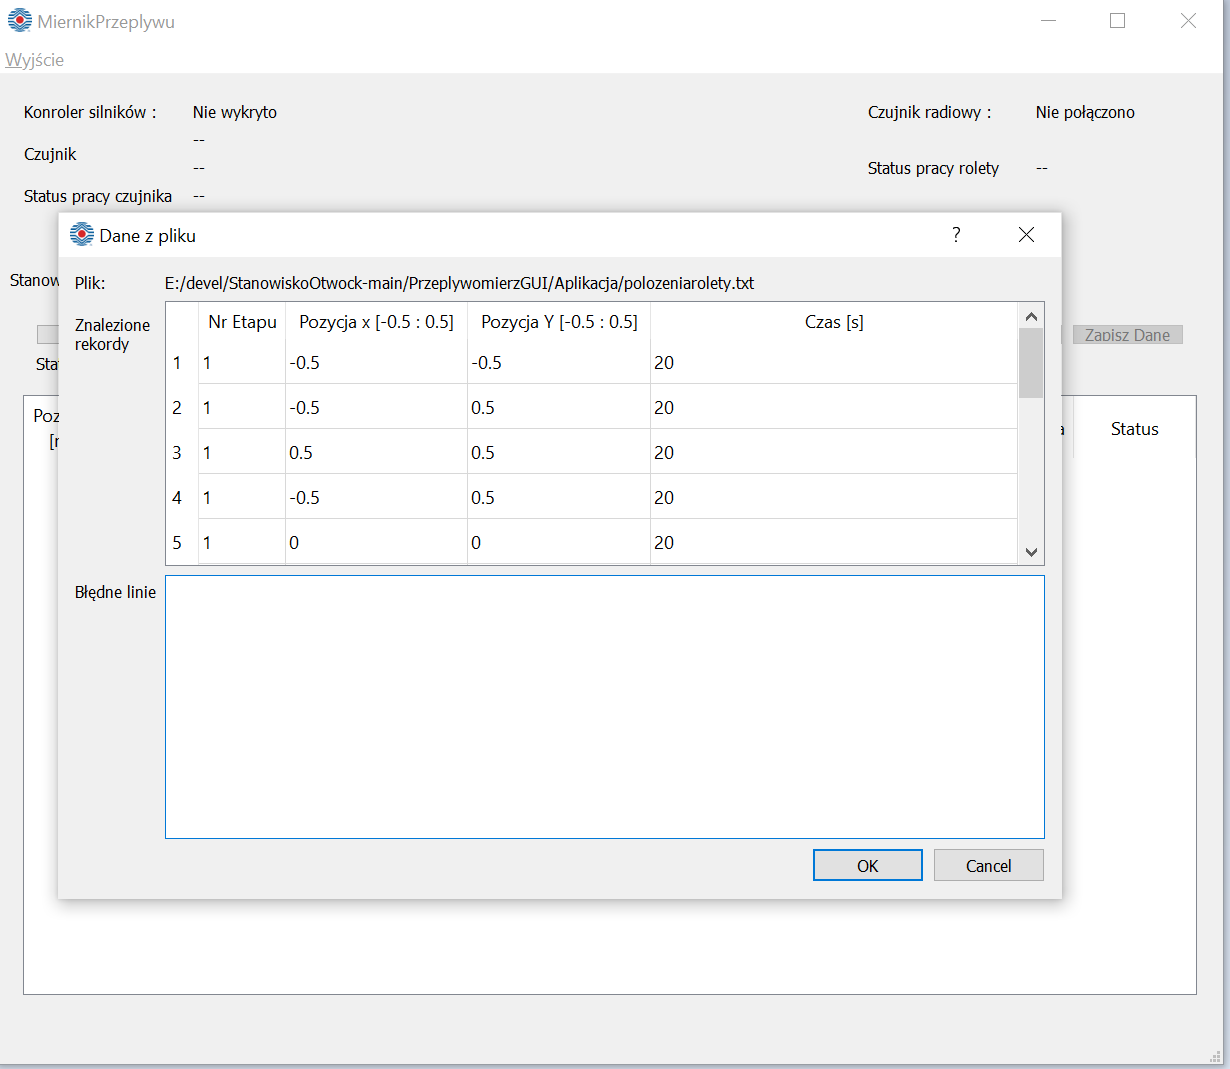 MiernikPrzeplywu
Wyjście
Konroler silników : Nie wykryto
Czujnik radiowy : Nie połączono
--
Czujnik
--
Status pracy rolety --
Status pracy czujnika --
Dane z pliku
?
Plik: E:/devel/StanowiskoOtwock-main/PrzeplywomierzGUI/Aplikacja/polozeniarolety.txt
Znalezione
rekordy
Nr Etapu Pozycja x [-0.5 : 0.5] Pozycja Y [-0.5 : 0.5] Czas [s]
1 1 -0.5 -0.5 20
2 1 -0.5 0.5 20
3 1 0.5 0.5 20
4 1 -0.5 0.5 20
5 1 0 0 20
Błędne linie
OK Cancel
Stanow
Zapisz Dane
Sta
Poz
a
Status